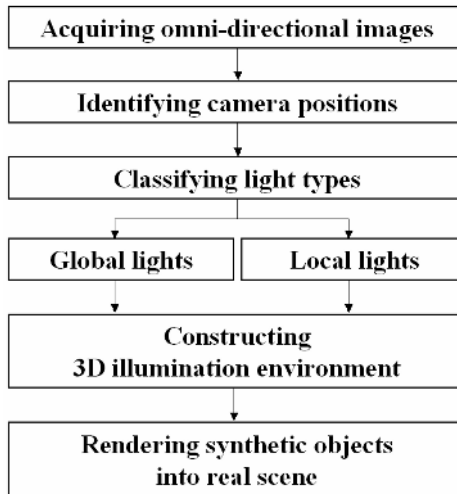 Acquiring omni-directional images
Identifying camera positions
Classifying light types
Global lights
Local lights
Constructing
3D illumination environment
Rendering synthetic objects
into real scene